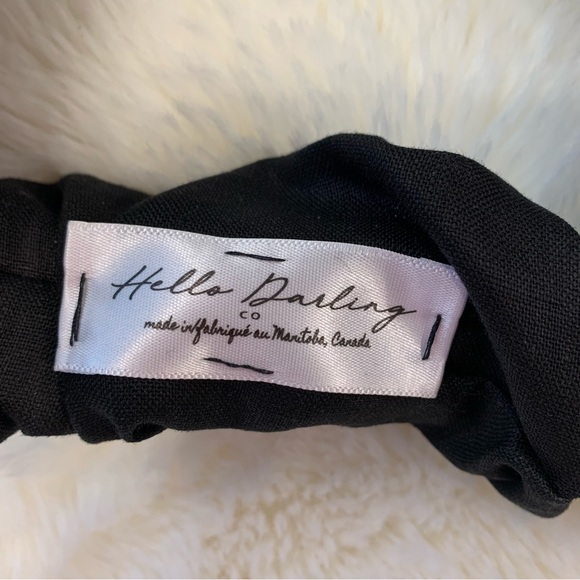 Hello Darling
CO
made in/fabriqué au Manitoba, Canada